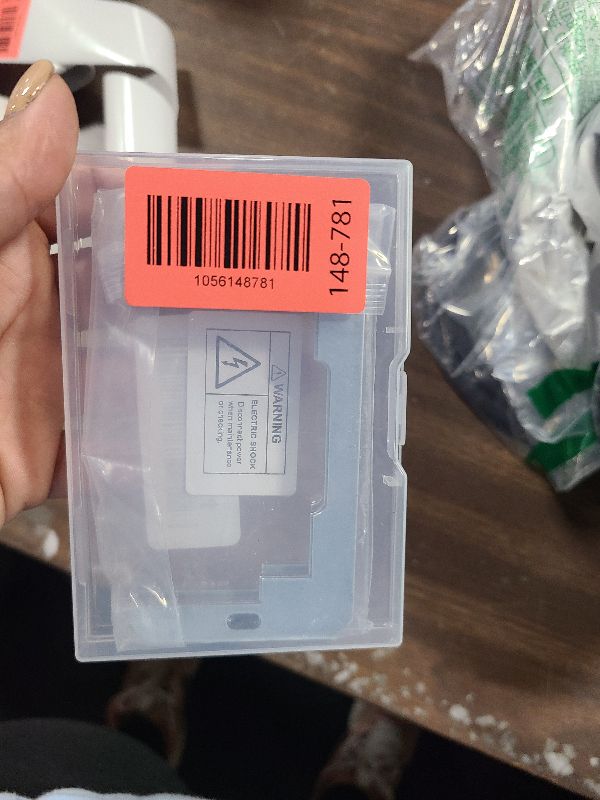 1056148781
148-781
WARNING
ELECTRIC SHOCK
Disconnect power
when maintenance
or checking.